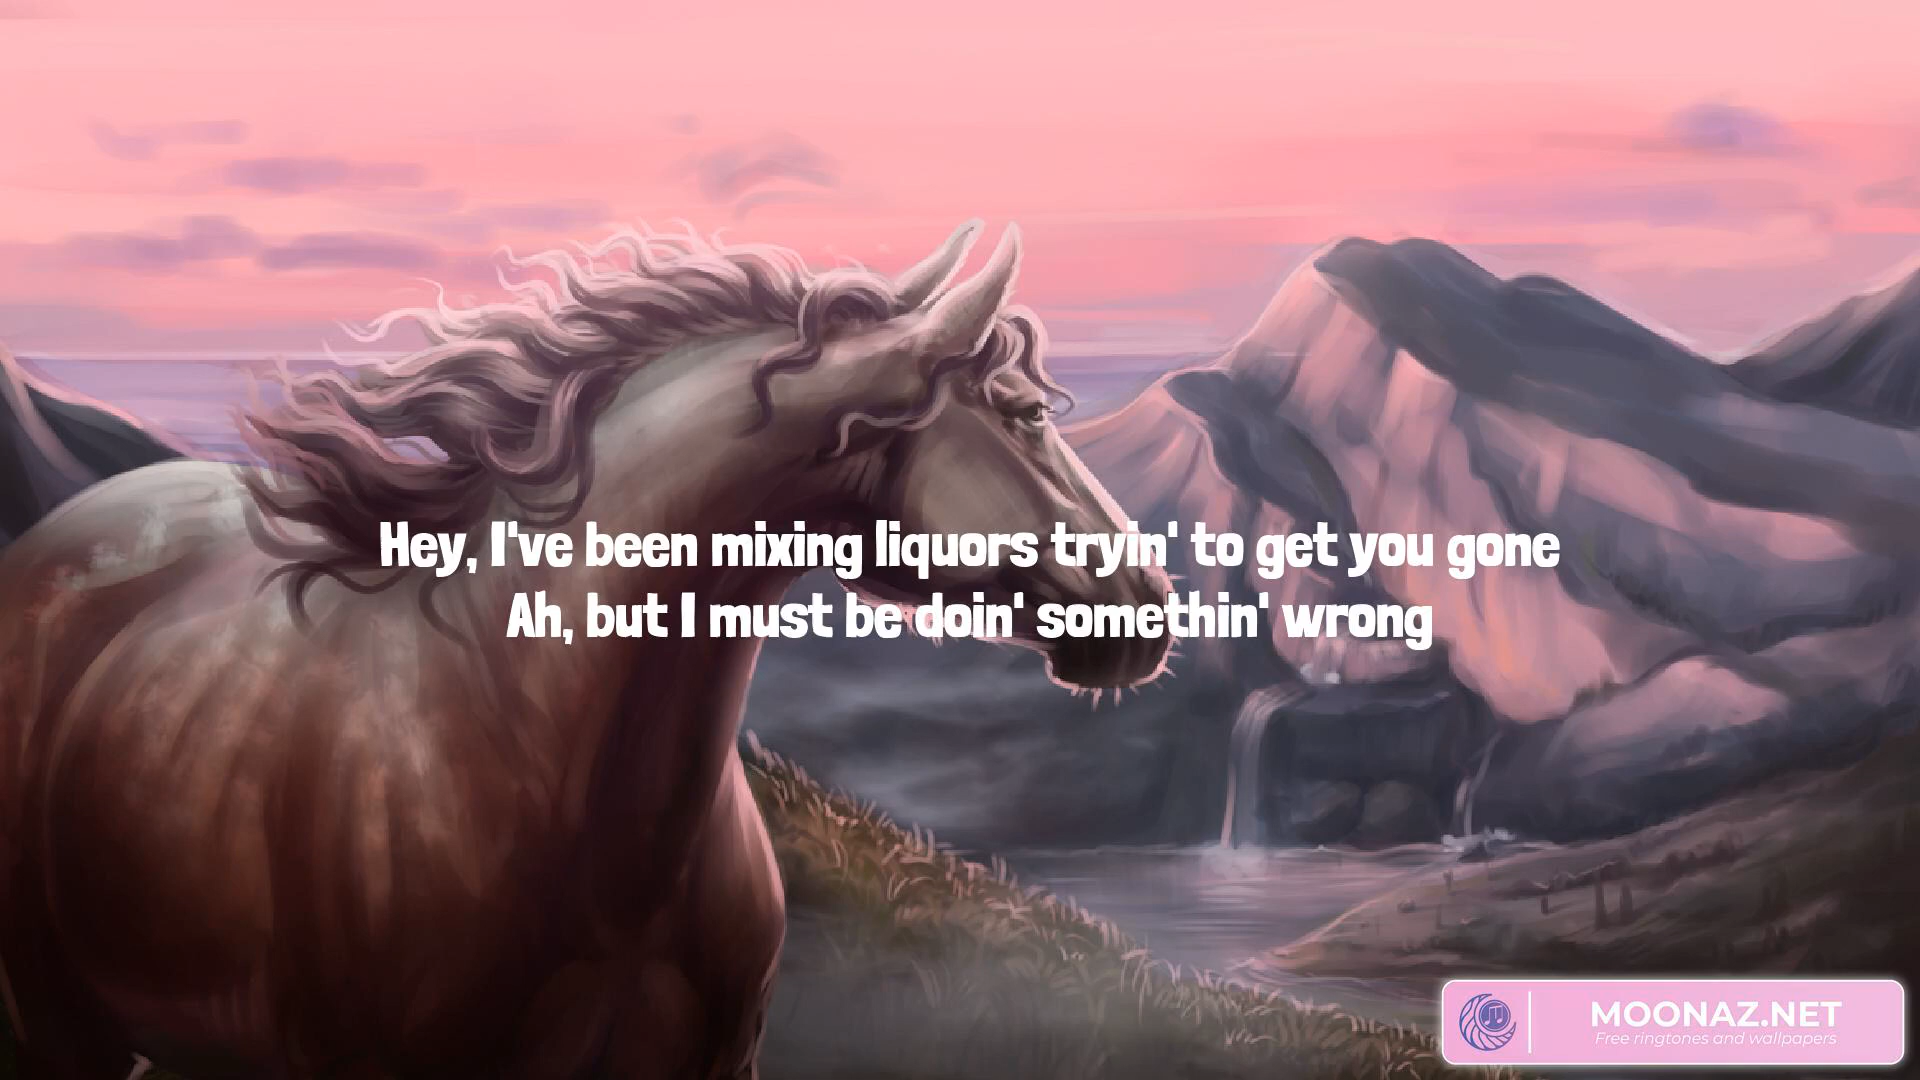 Hey, I've been mixing liquors tryin' to get you gone
Ah, but I must be doin' somethin' wrong
MOONAZ.NET
Free ringtones and wallpapers